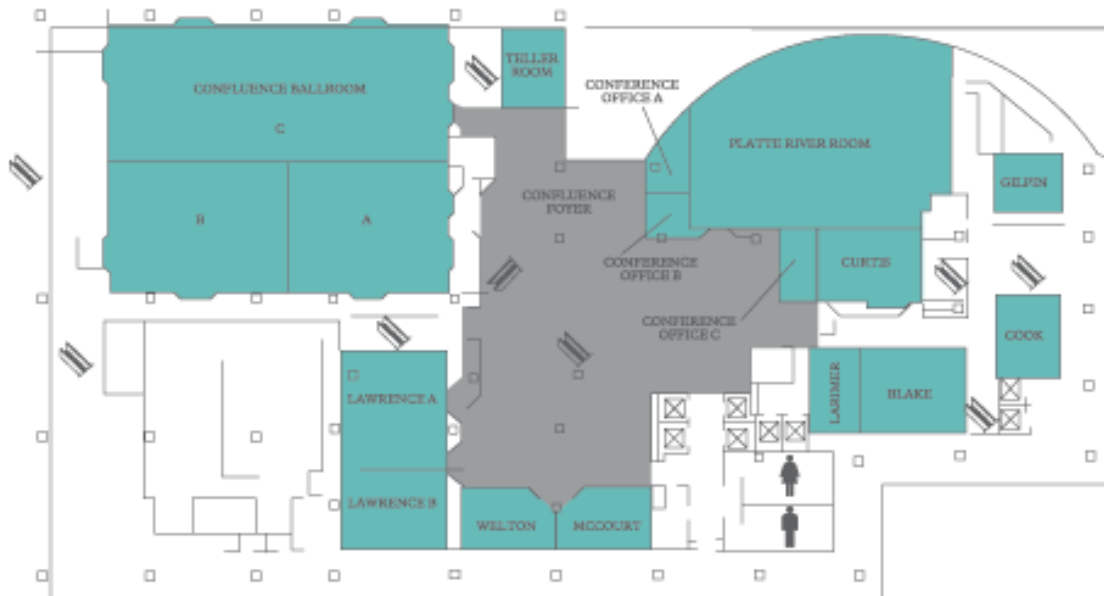 TELLER
ROOM
CONFLUENCE BALLROOM
C
CONFERENCE
OFFICE A
PLATTE RIVER ROOM
GILPIN
CONFLUENCE
FOYER
B
A
CONFERENCE
OFFICE B
CURTIS
CONFERENCE
OFFICE C
COOK
LARIMER
BLAKE
LAWRENCE A
LAWRENCE B
WELTON
MCCOURT